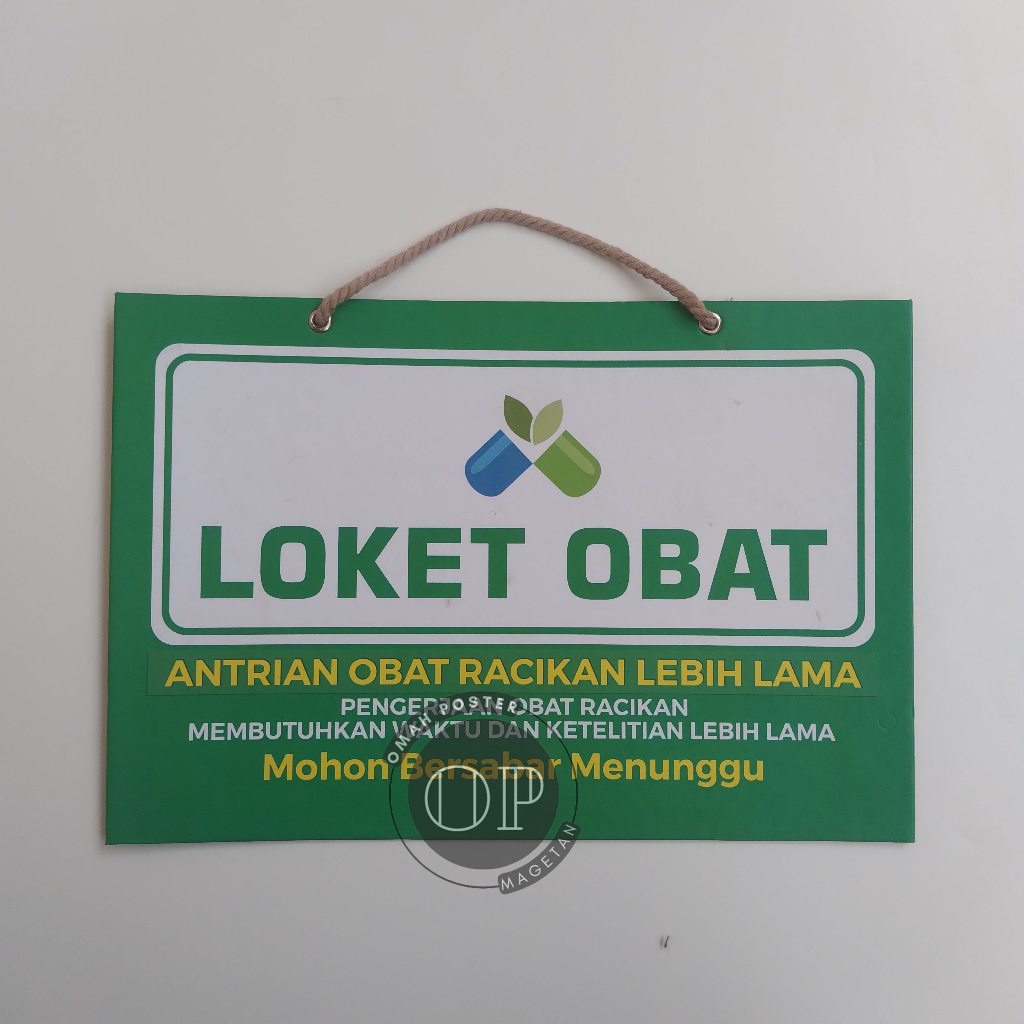 LOKET OBAT
ANTRIAN OBAT RACIKAN LEBIH LAMA
PENGERJAAN OBAT RACIKAN
MEMBUTUHKAN WAKTU DAN KETELITIAN LEBIH LAMA
Mohon Bersabar Menunggu
OMAH POSTER
OP
MAGETAN